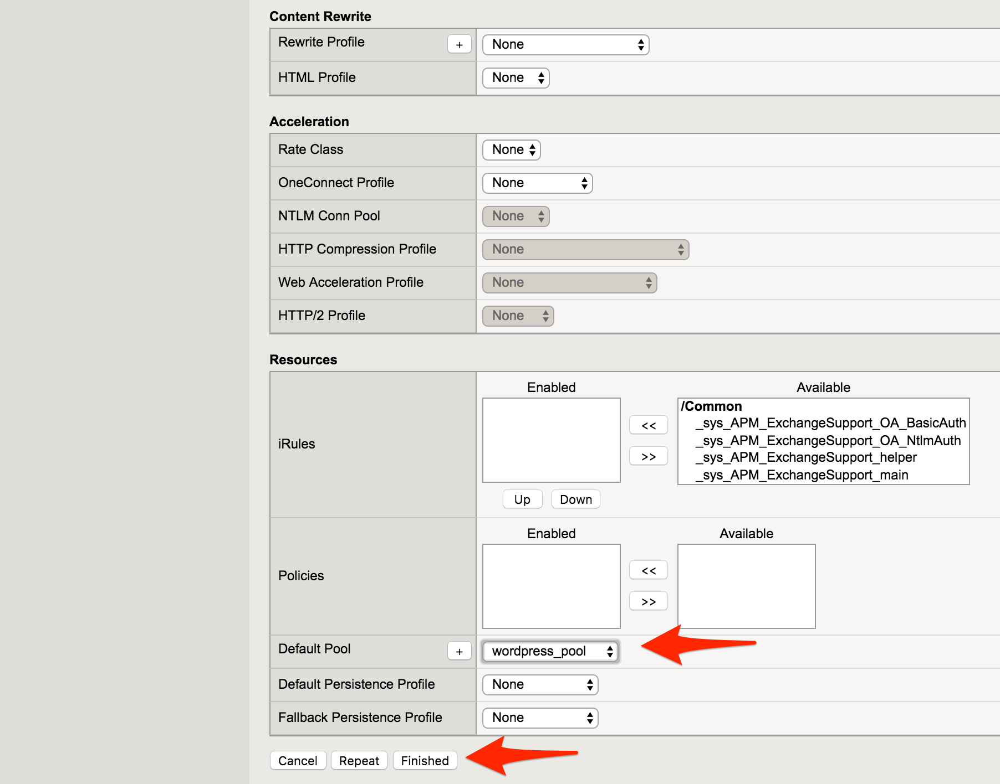 Content Rewrite
Rewrite Profile + None
HTML Profile None
Acceleration
Rate Class None
OneConnect Profile None
NTLM Conn Pool None
HTTP Compression Profile None
Web Acceleration Profile None
HTTP/2 Profile None
Resources
Enabled Available
/Common
_sys_APM_ExchangeSupport_OA_BasicAuth
<< 
_sys_APM_ExchangeSupport_OA_NtlmAuth
iRules
>> _sys_APM_ExchangeSupport_helper
_sys_APM_ExchangeSupport_main
Up Down
Enabled Available
<<
Policies
>>
Default Pool + wordpress_pool
Default Persistence Profile None
Fallback Persistence Profile None
Cancel Repeat Finished